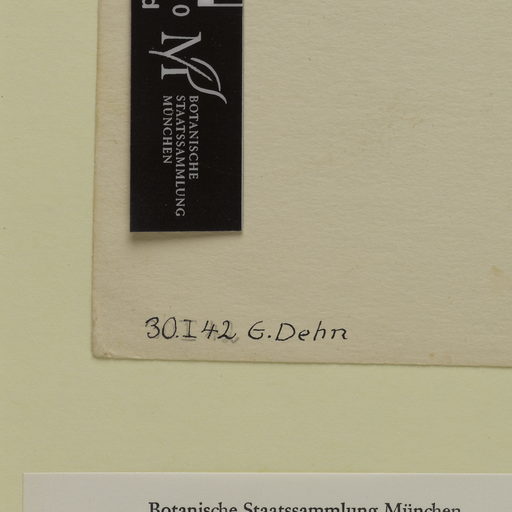 BOTANISCHE
STAATSSAMMLUNG
MÜNCHEN
30.I 42 G. Dehn
Botanische Staatssammlung München